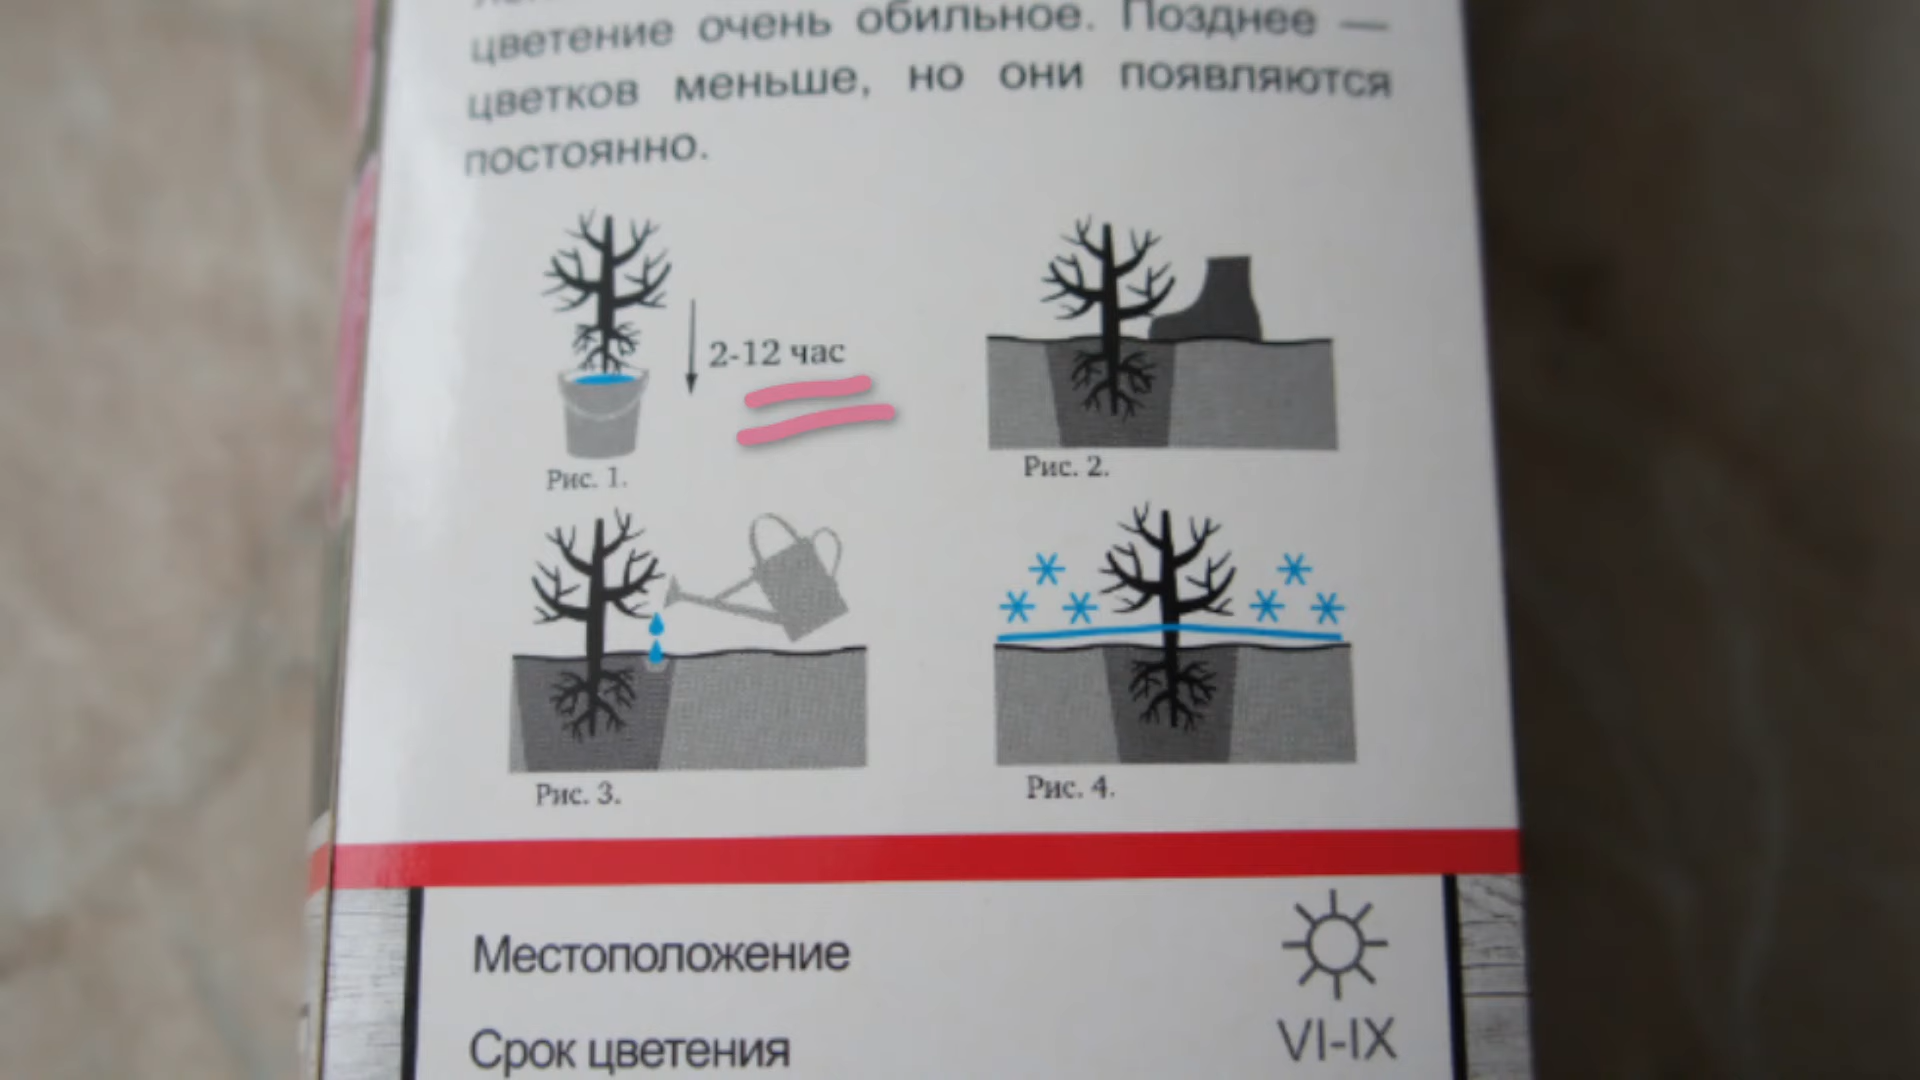 цветение очень обильное. Позднее —
цветков меньше, но они появляются
постоянно.
2-12 час
Рис. 1.
Рис. 2.
Рис. 3.
Рис. 4.
Местоположение
Срок цветения
VI-IX